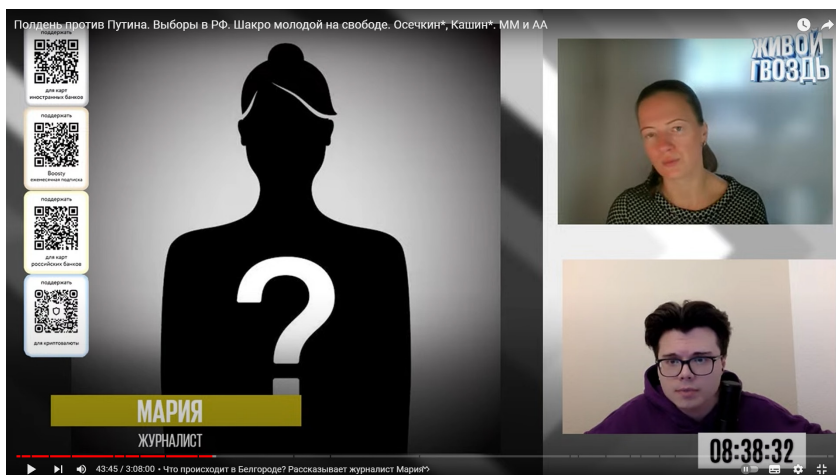 Полдень против Путина. Выборы в РФ. Шакро молодой на свободе. Осечкин*, Кашин*. ММ и АА
ЖИВОЙ
ГВОЗДЬ
поддержать
для карт
иностранных банков
поддержать
Boosty
ежемесячная подписка
поддержать
для карт
российских банков
поддержать
для криптовалюты
?
МАРИЯ
ЖУРНАЛИСТ
08:38:32
43:45 / 3:08:00 • Что происходит в Белгороде? Рассказывает журналист Мария